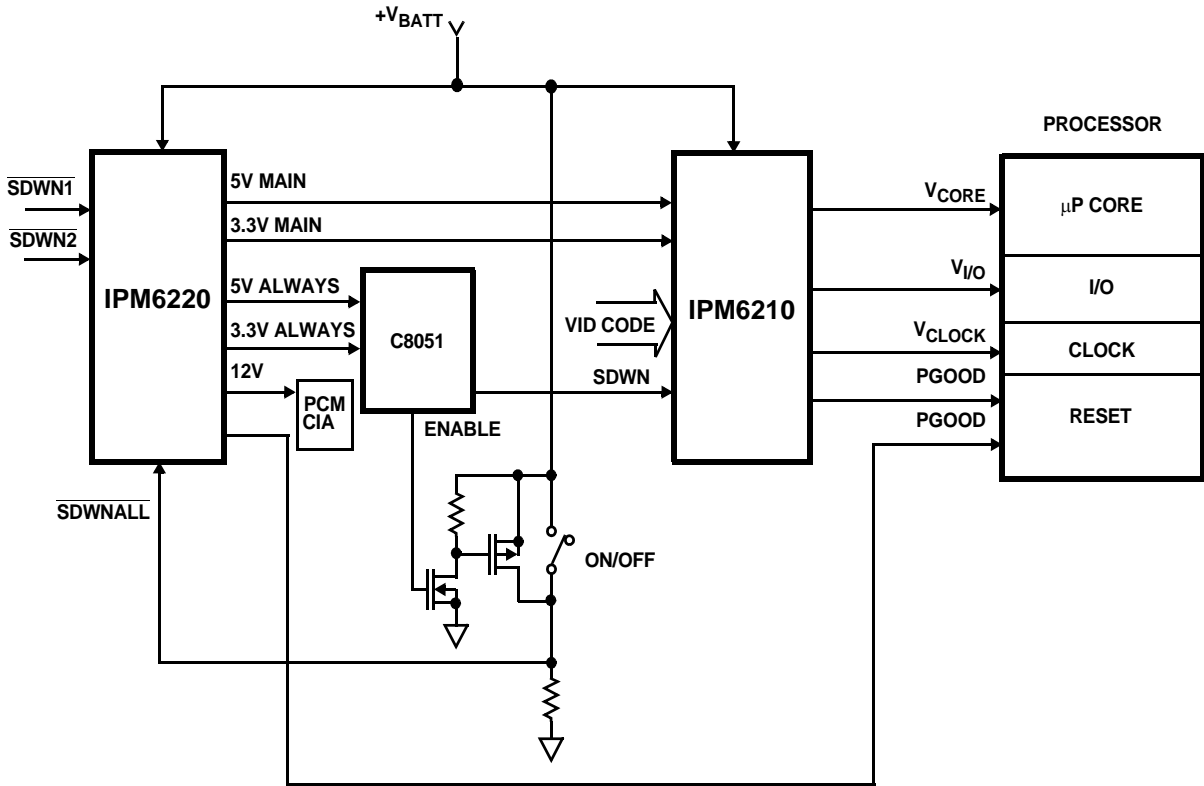 +VBATT
PROCESSOR
SDWN1
SDWN2
IPM6220
5V MAIN
3.3V MAIN
5V ALWAYS
3.3V ALWAYS
12V
PCM
CIA
C8051
ENABLE
VID CODE
SDWN
IPM6210
VCORE
VI/O
VCLOCK
PGOOD
PGOOD
μP CORE
I/O
CLOCK
RESET
SDWNALL
ON/OFF